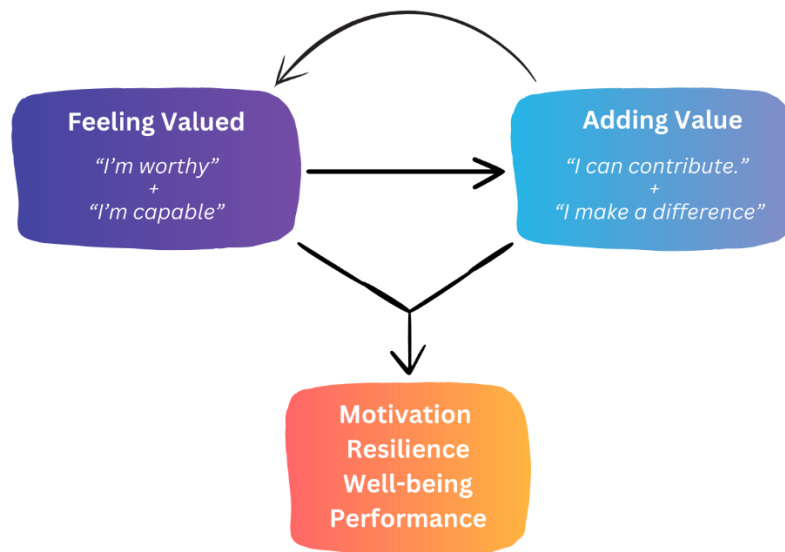 Feeling Valued
“I’m worthy”
+
“I’m capable”
Adding Value
“I can contribute.”
+
“I make a difference”
Motivation
Resilience
Well-being
Performance